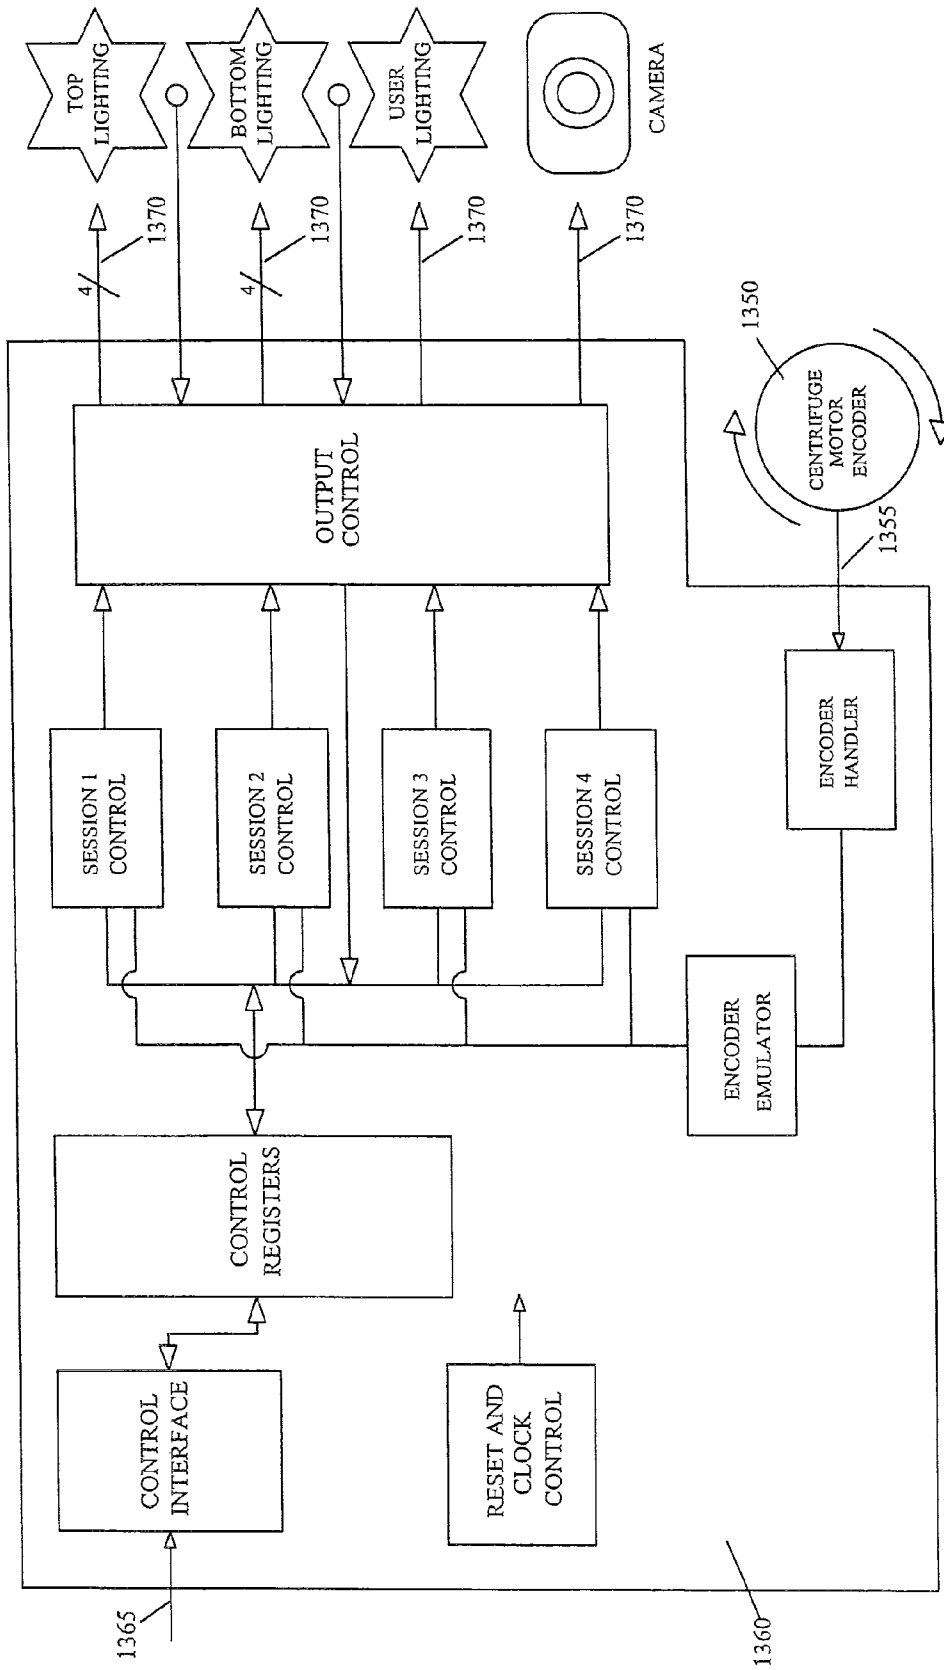 1365
CONTROL
INTERFACE
CONTROL
REGISTERS
SESSION 1
CONTROL
SESSION 2
CONTROL
SESSION 3
CONTROL
SESSION 4
CONTROL
OUTPUT
CONTROL
4
1370
4
1370
1370
1370
TOP
LIGHTING
BOTTOM
LIGHTING
USER
LIGHTING
CAMERA
RESET AND
CLOCK
CONTROL
ENCODER
EMULATOR
ENCODER
HANDLER
1355
CENTRIFUGE
MOTOR
ENCODER
1350
1360